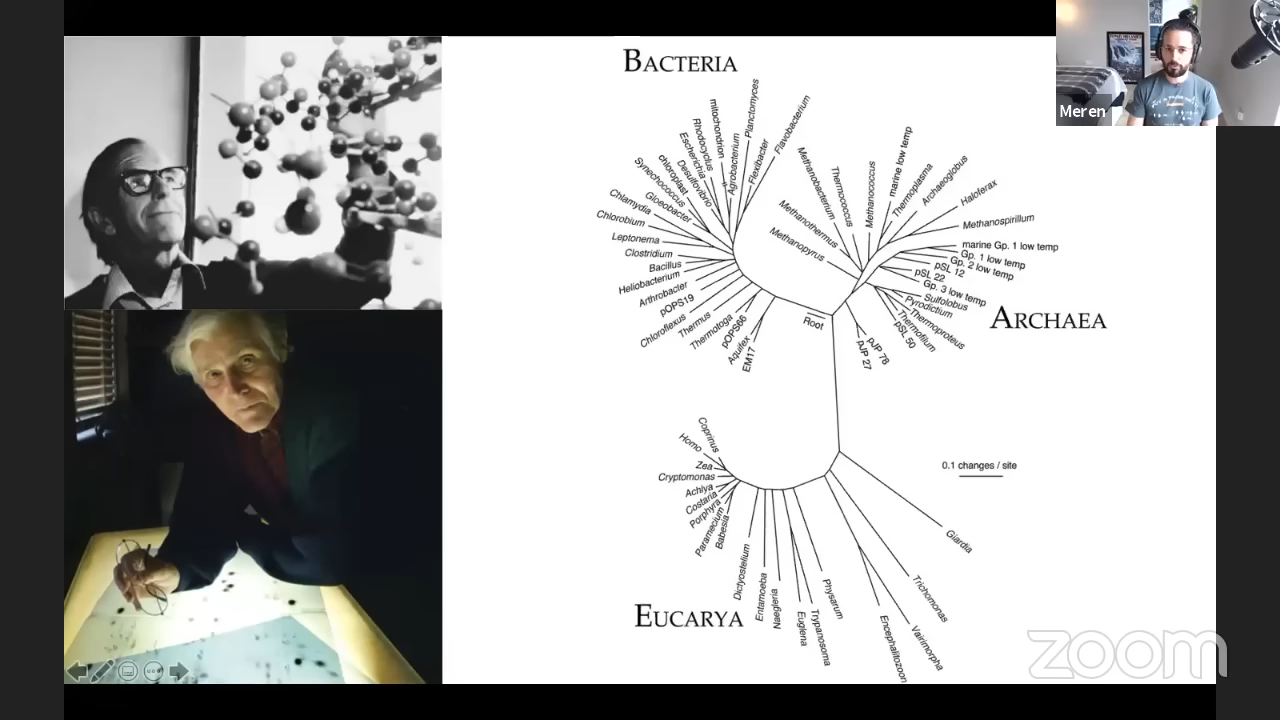 BACTERIA
Planctomyces
Flavobacterium
mitochondrion
Rhodocyclus
Escherichia
Desulfovibrio
chloroplast
Synechococcus
Gloeobacter
Chlamydia
Chlorobium
Leptonema
Clostridium
Bacillus
Heliobacterium
Arthrobacter
pOPS19
Chloroflexus
Thermus
Thermotoga
pOPS66
Aquifex
EM17
Agrobacterium
Flexibacter
Root
Methanobacterium
Thermococcus
Methanothermus
Methanopyrus
Methanococcus
marine low temp
Thermoplasma
Archaeoglobus
Haloferax
Methanospirillum
marine Gp. 1 low temp
Gp. 1 low temp
Gp. 2 low temp
pSL 12
pSL 22
Gp. 3 low temp
Sulfolobus
Pyrodictium
Thermoproteus
Thermofilum
pSL 50
pJP 78
pJP 27
ARCHAEA
Coprinus
Homo
Zea
Cryptomonas
Achlya
Costaria
Porphyra
Paramecium
Babesia
Dictyostelium
Entamoeba
Naegleria
Euglena
Trypanosoma
Physarum
Encephalitozoon
Vairimorpha
Trichomonas
Giardia
EUCARYA
0.1 changes / site
Meren
zoom